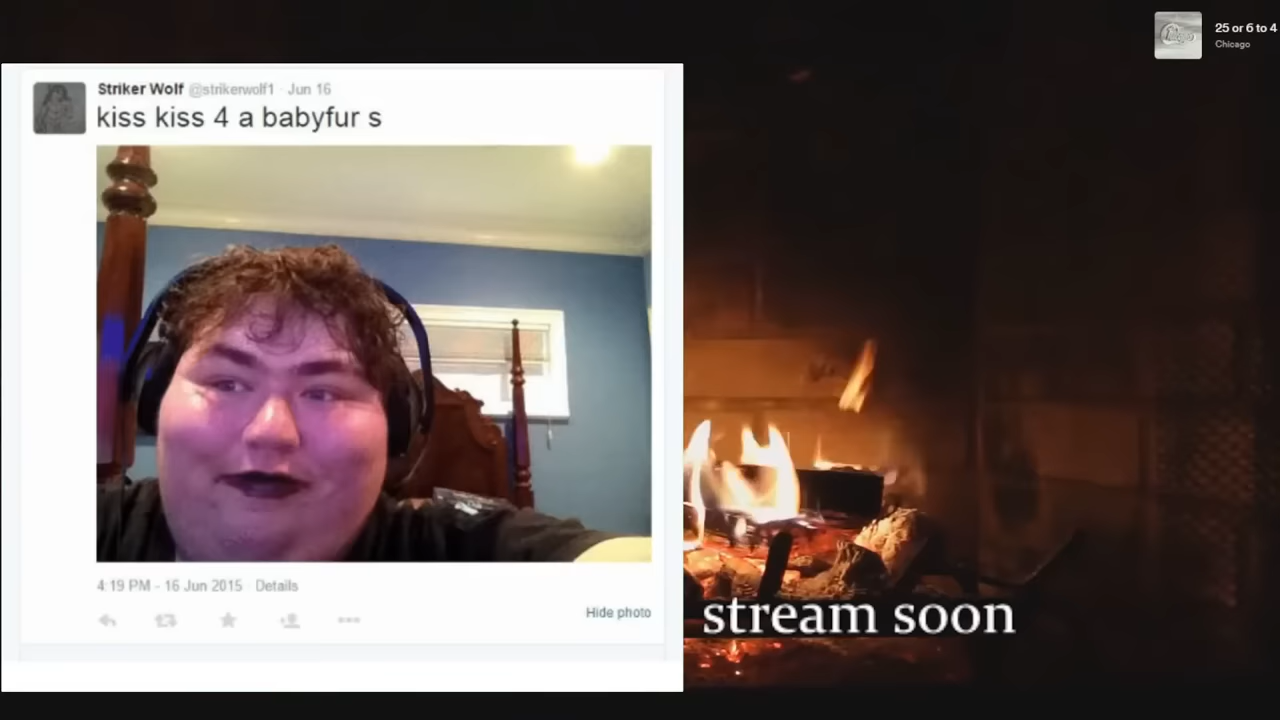 25 or 6 to 4
Chicago
Striker Wolf @strikerwolf1 · Jun 16
kiss kiss 4 a babyfur s
4:19 PM - 16 Jun 2015 Details
Hide photo
stream soon